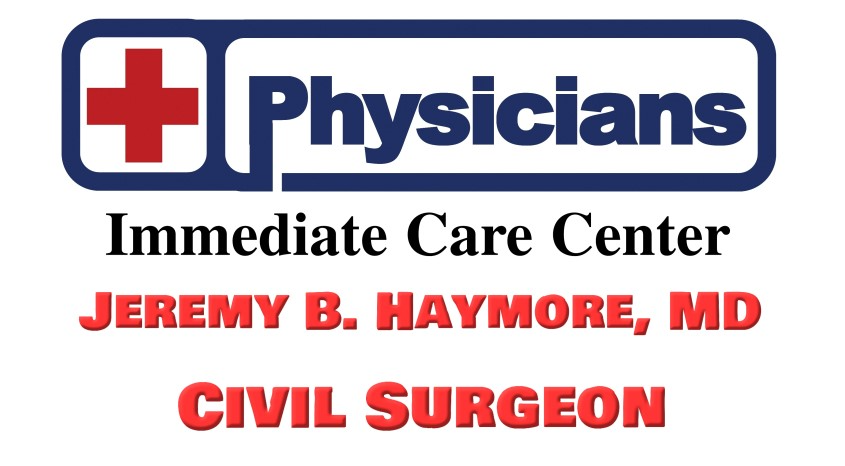 Physicians
Immediate Care Center
Jeremy B. Haymore, MD
Civil Surgeon